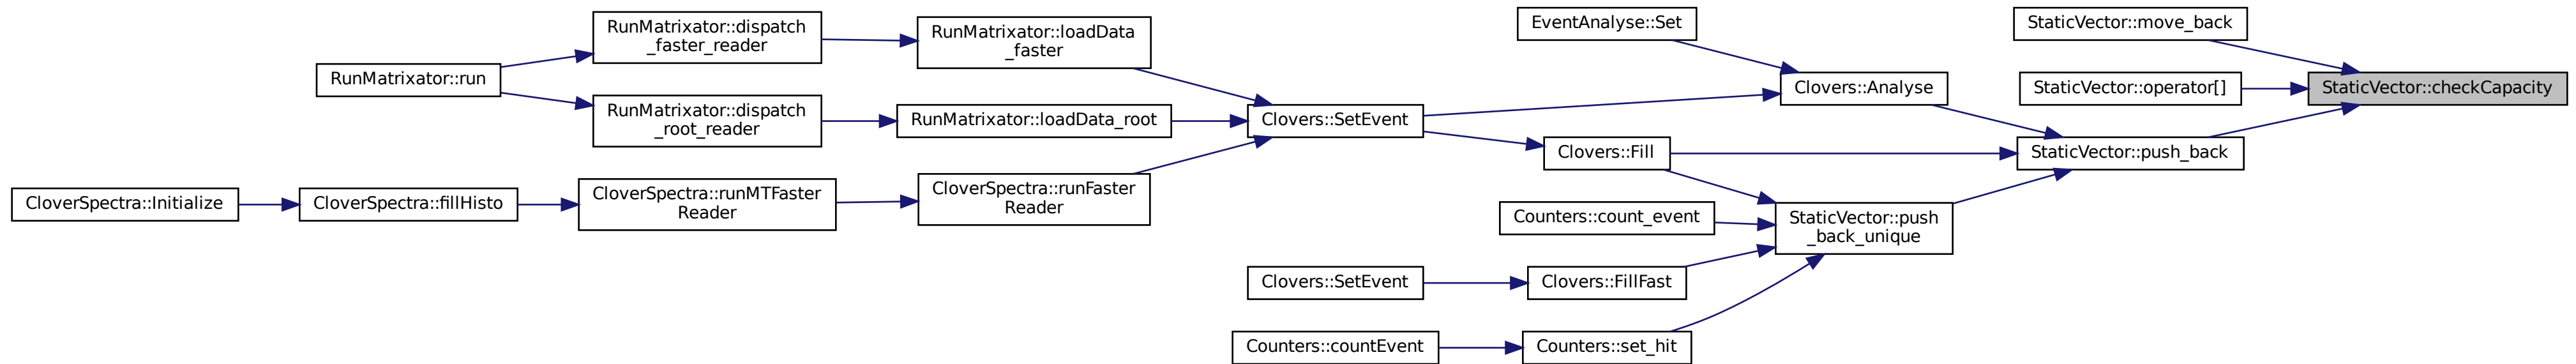 RunMatrixator::run
RunMatrixator::dispatch
_faster_reader
RunMatrixator::dispatch
_root_reader
RunMatrixator::loadData
_faster
RunMatrixator::loadData_root
CloverSpectra::Initialize
CloverSpectra::fillHisto
CloverSpectra::runMTFaster
Reader
CloverSpectra::runFaster
Reader
Clovers::SetEvent
EventAnalyse::Set
Clovers::Analyse
Clovers::Fill
Counters::count_event
Clovers::SetEvent
Clovers::FillFast
Counters::countEvent
Counters::set_hit
StaticVector::move_back
StaticVector::operator[]
StaticVector::push_back
StaticVector::push
_back_unique
StaticVector::checkCapacity